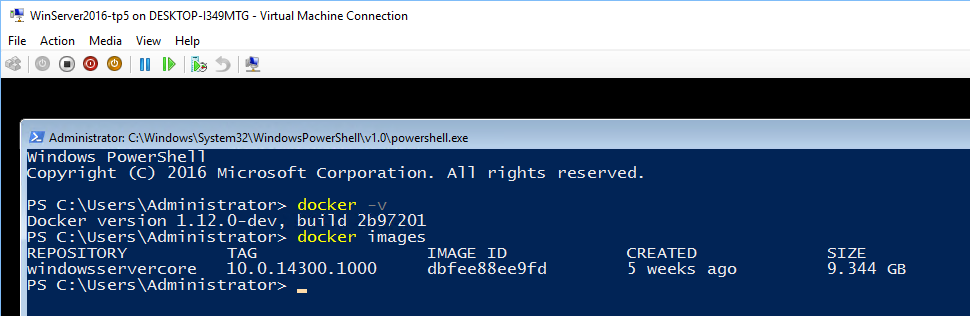 WinServer2016-tp5 on DESKTOP-I349MTG - Virtual Machine Connection
File Action Media View Help
Administrator: C:\Windows\System32\WindowsPowerShell\v1.0\powershell.exe
Windows PowerShell
Copyright (C) 2016 Microsoft Corporation. All rights reserved.
PS C:\Users\Administrator> docker -v
Docker version 1.12.0-dev, build 2b97201
PS C:\Users\Administrator> docker images
REPOSITORY TAG IMAGE ID CREATED SIZE
windowsservercore 10.0.14300.1000 dbfee88ee9fd 5 weeks ago 9.344 GB
PS C:\Users\Administrator>